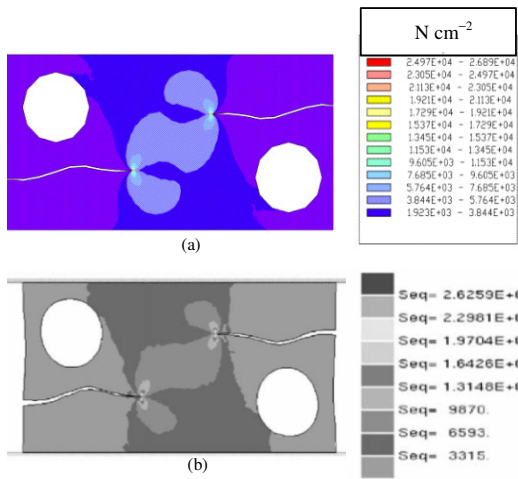 N cm⁻²
2.497E+04 - 2.689E+04
2.305E+04 - 2.497E+04
2.113E+04 - 2.305E+04
1.921E+04 - 2.113E+04
1.729E+04 - 1.921E+04
1.537E+04 - 1.729E+04
1.345E+04 - 1.537E+04
1.153E+04 - 1.345E+04
9.605E+03 - 1.153E+04
7.685E+03 - 9.605E+03
5.764E+03 - 7.685E+03
3.844E+03 - 5.764E+03
1.923E+03 - 3.844E+03
(a)
Seq= 2.6259E+
Seq= 2.2981E+
Seq= 1.9704E+
Seq= 1.6426E+
Seq= 1.3148E+
Seq= 9870.
Seq= 6593.
Seq= 3315.
(b)